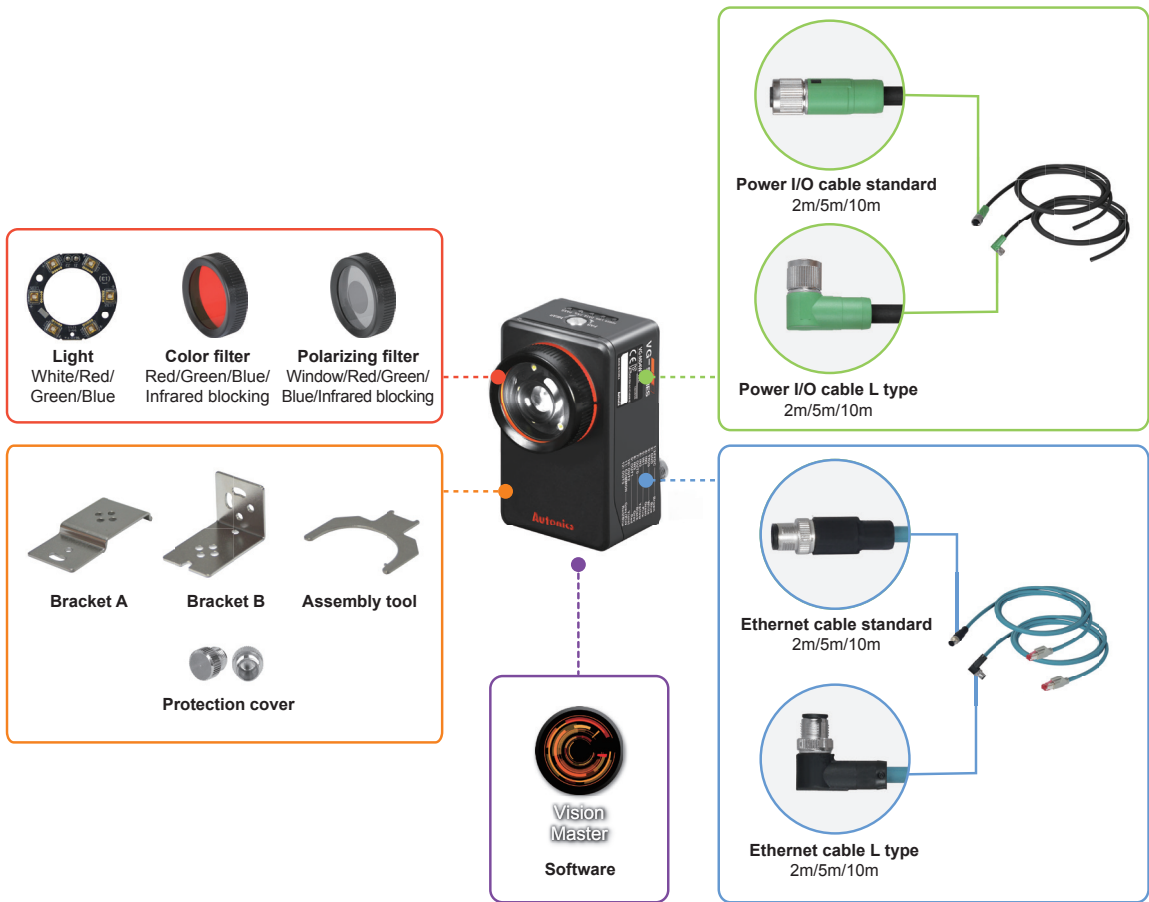 Power I/O cable standard
2m/5m/10m
Power I/O cable L type
2m/5m/10m
Light
White/Red/
Green/Blue
Color filter
Red/Green/Blue/
Infrared blocking
Polarizing filter
Window/Red/Green/
Blue/Infrared blocking
Bracket A
Bracket B
Assembly tool
Protection cover
Autonics
Vision
Master
Software
Ethernet cable standard
2m/5m/10m
Ethernet cable L type
2m/5m/10m